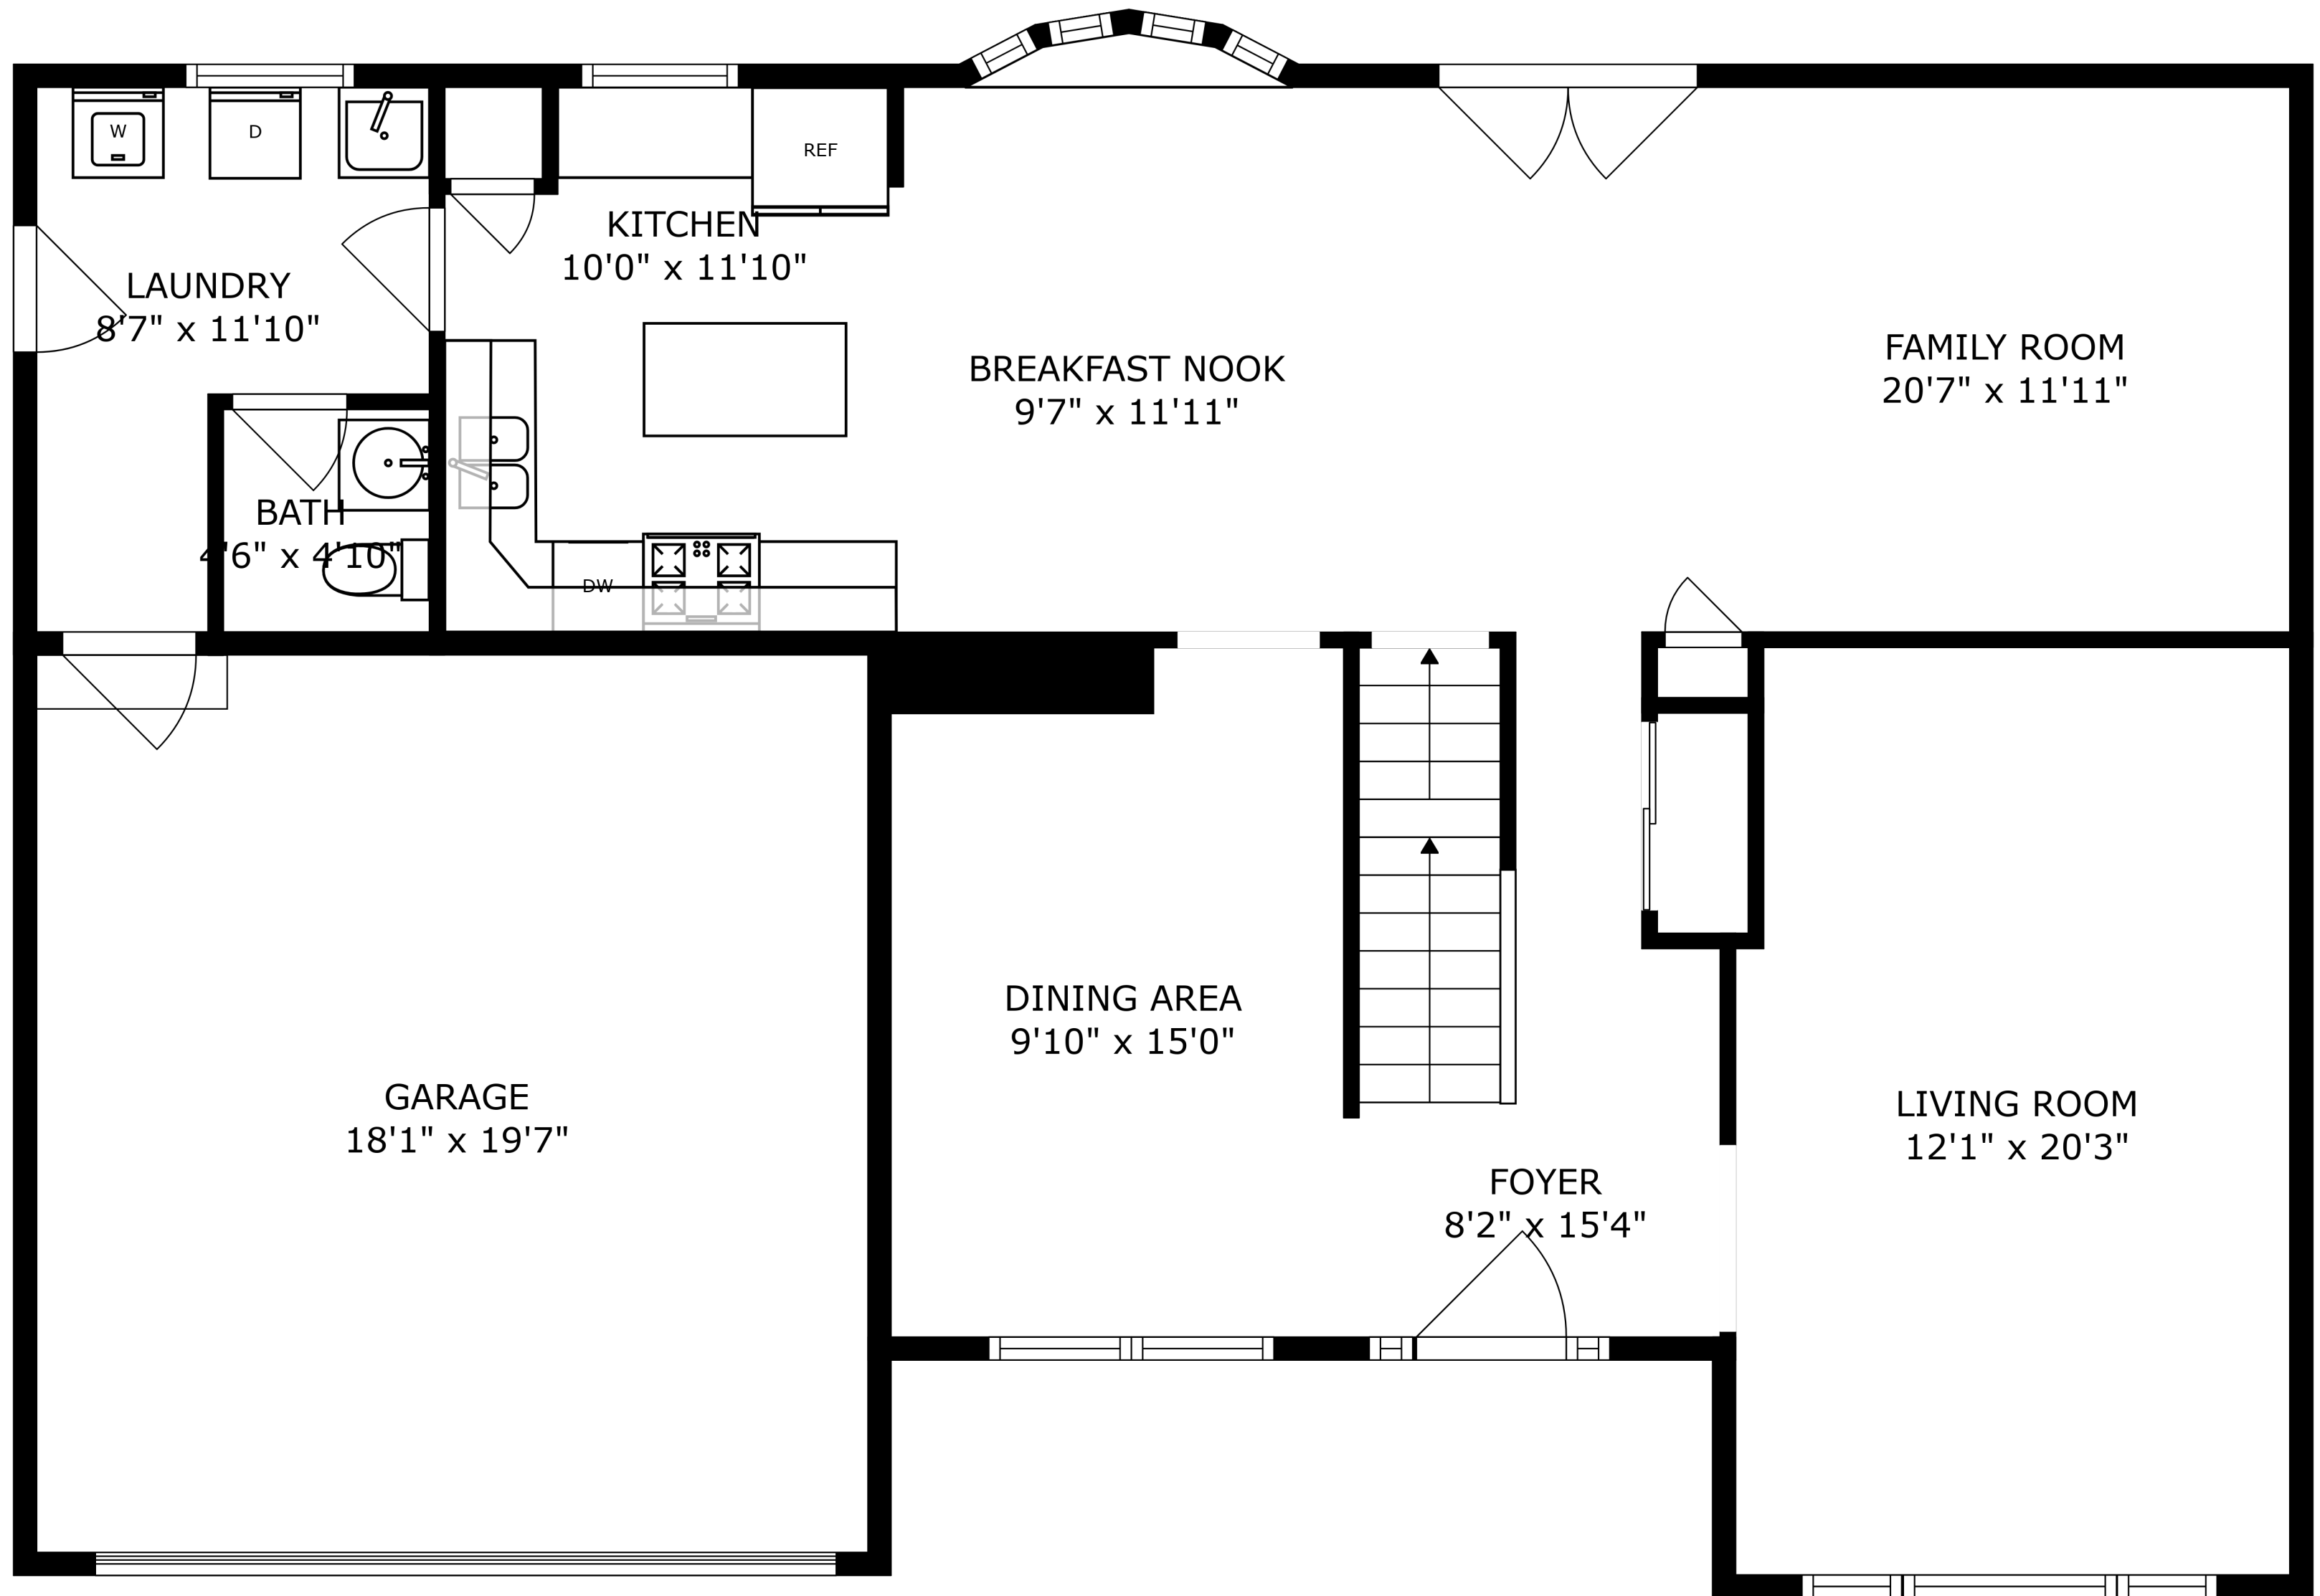 W
D
REF
KITCHEN
10'0" x 11'10"
LAUNDRY
8'7" x 11'10"
BREAKFAST NOOK
9'7" x 11'11"
FAMILY ROOM
20'7" x 11'11"
BATH
4'6" x 4'10"
DW
DINING AREA
9'10" x 15'0"
GARAGE
18'1" x 19'7"
LIVING ROOM
12'1" x 20'3"
FOYER
8'2" x 15'4"